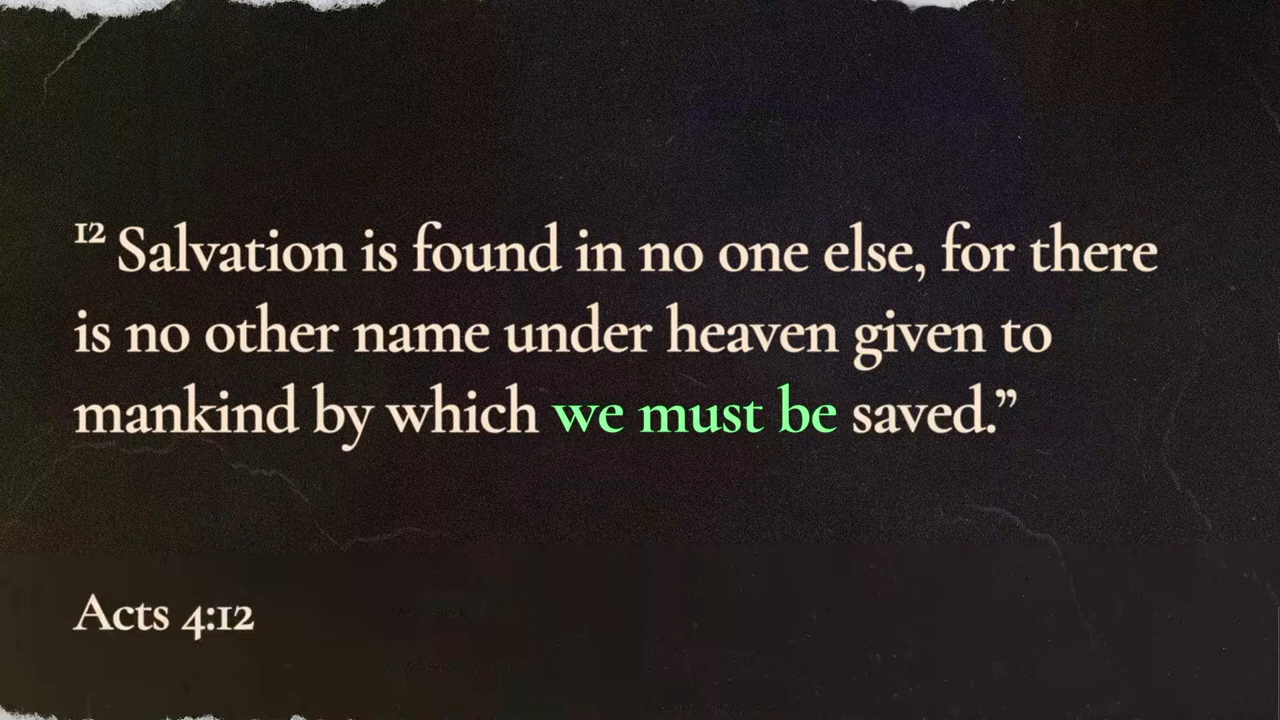 12 Salvation is found in no one else, for there
is no other name under heaven given to
mankind by which we must be saved.”
Acts 4:12